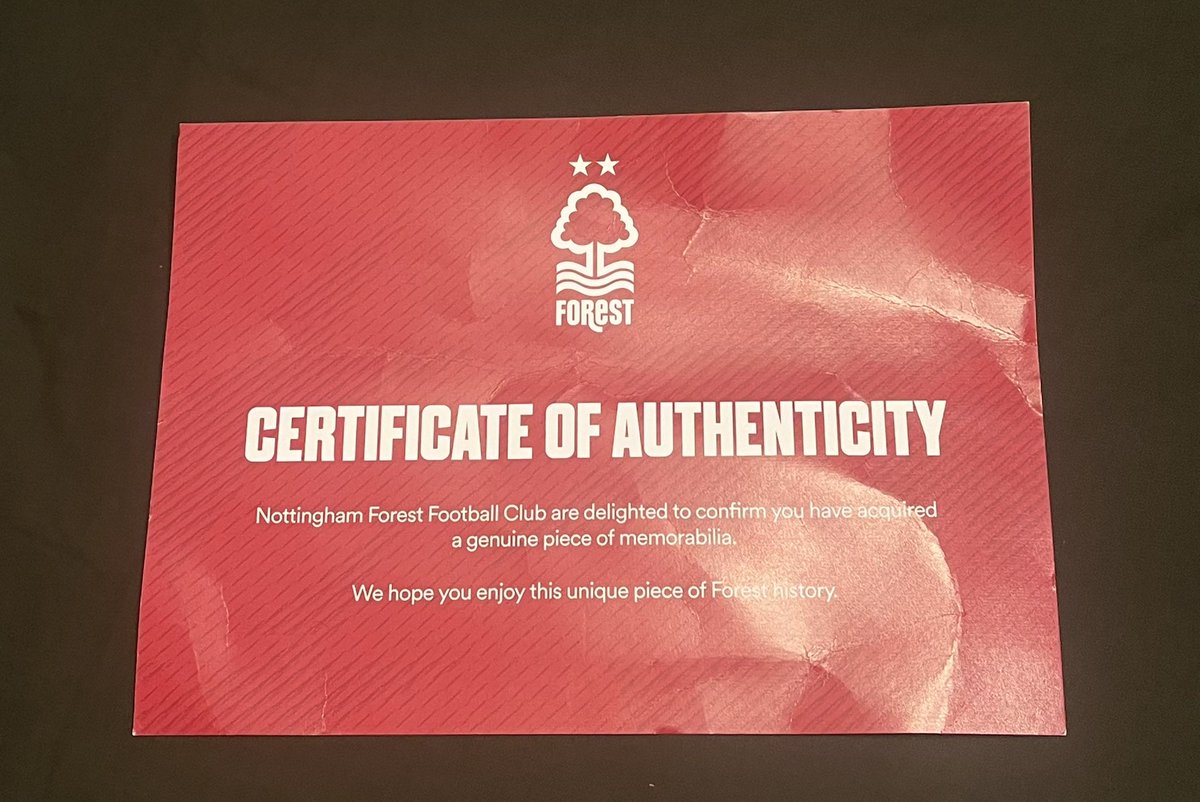 FOREST
CERTIFICATE OF AUTHENTICITY
Nottingham Forest Football Club are delighted to confirm you have acquired
a genuine piece of memorabilia.
We hope you enjoy this unique piece of Forest history.